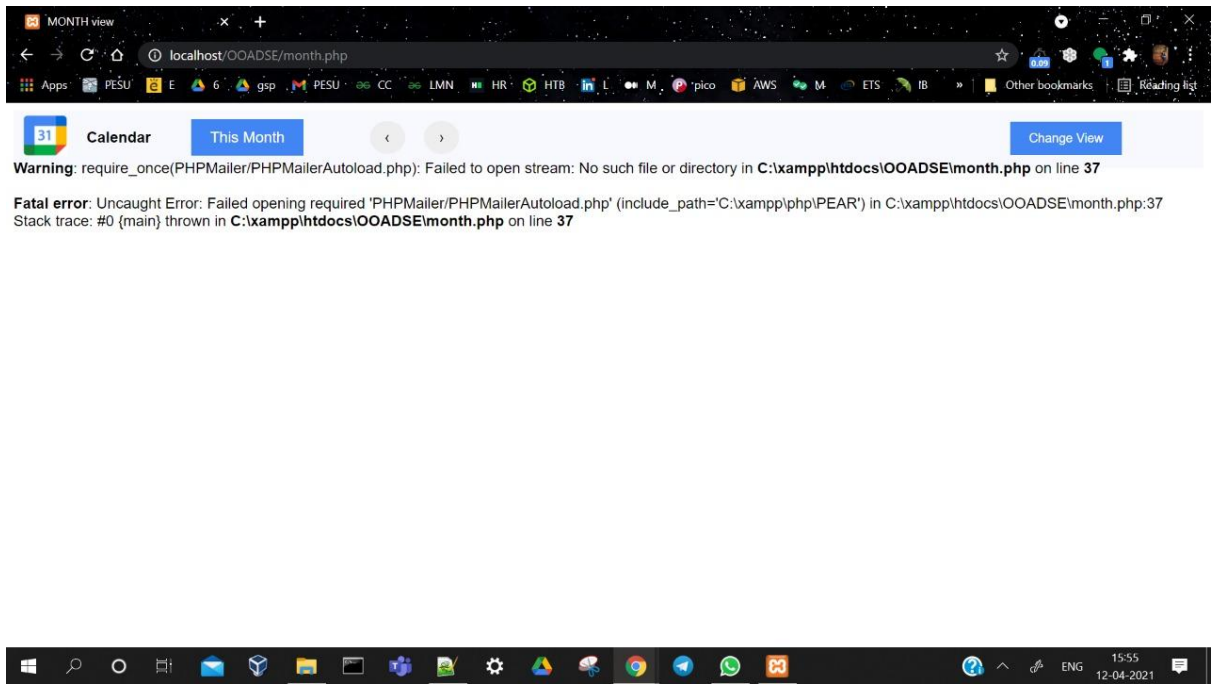 MONTH view
localhost/OOADSE/month.php
0.09
1
Apps PESU E 6 gsp PESU CC LMN HR HTB L M pico AWS M ETS IB » Other bookmarks Reading list
31 Calendar This Month ‹ › Change View
Warning: require_once(PHPMailer/PHPMailerAutoload.php): Failed to open stream: No such file or directory in C:\xampp\htdocs\OOADSE\month.php on line 37
Fatal error: Uncaught Error: Failed opening required 'PHPMailer/PHPMailerAutoload.php' (include_path='C:\xampp\php\PEAR') in C:\xampp\htdocs\OOADSE\month.php:37
Stack trace: #0 {main} thrown in C:\xampp\htdocs\OOADSE\month.php on line 37
ENG 15:55
12-04-2021